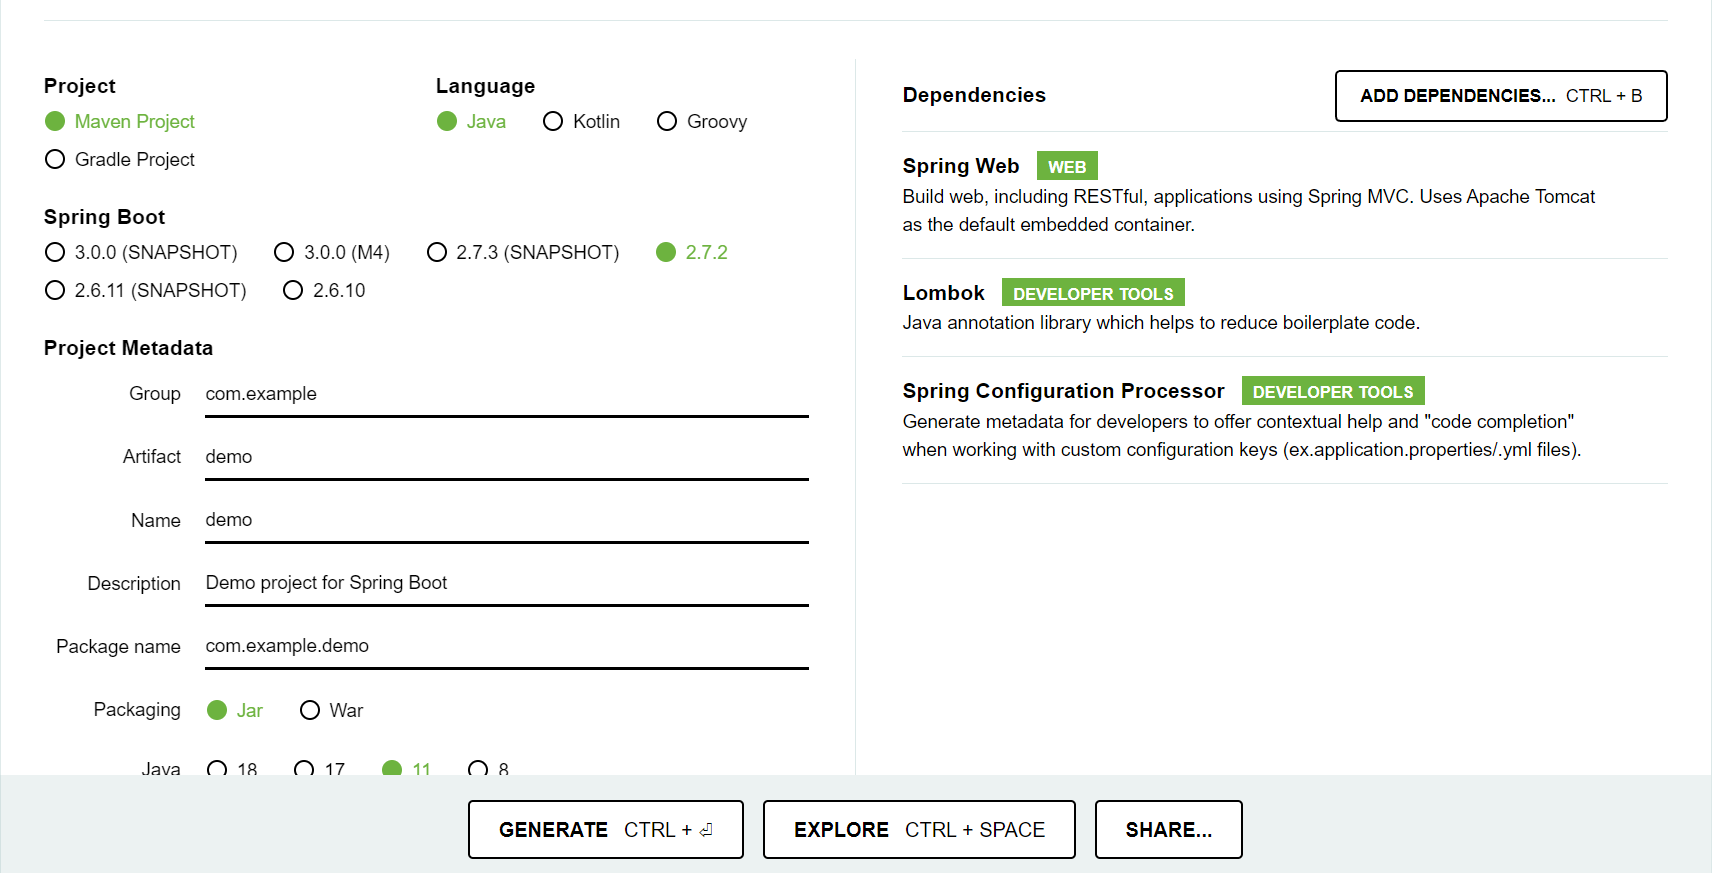 Project
Maven Project
Gradle Project
Language
Java Kotlin Groovy
Spring Boot
3.0.0 (SNAPSHOT) 3.0.0 (M4) 2.7.3 (SNAPSHOT) 2.7.2
2.6.11 (SNAPSHOT) 2.6.10
Project Metadata
Group com.example
Artifact demo
Name demo
Description Demo project for Spring Boot
Package name com.example.demo
Packaging Jar War
Java 18 17 11 8
Dependencies
ADD DEPENDENCIES... CTRL + B
Spring Web WEB
Build web, including RESTful, applications using Spring MVC. Uses Apache Tomcat
as the default embedded container.
Lombok DEVELOPER TOOLS
Java annotation library which helps to reduce boilerplate code.
Spring Configuration Processor DEVELOPER TOOLS
Generate metadata for developers to offer contextual help and "code completion"
when working with custom configuration keys (ex.application.properties/.yml files).
GENERATE CTRL + ⏎
EXPLORE CTRL + SPACE
SHARE...